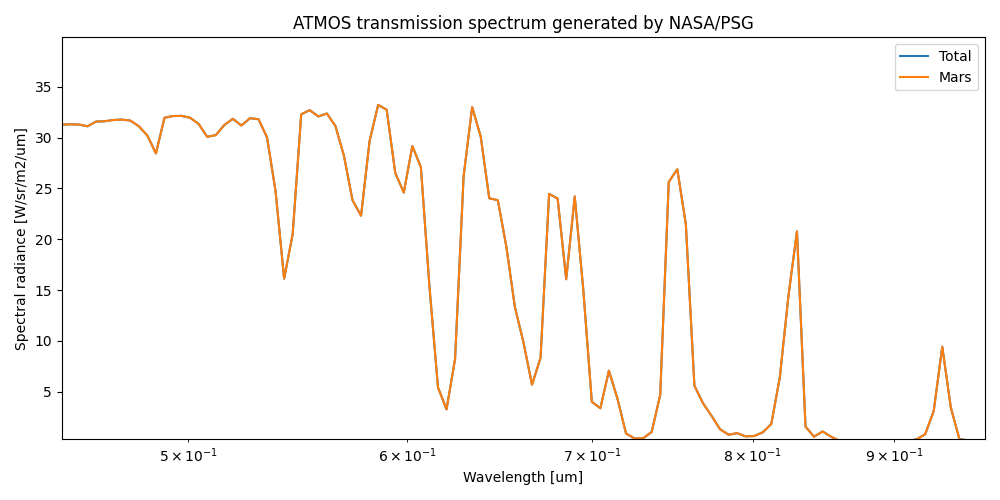 ATMOS transmission spectrum generated by NASA/PSG
Total
Mars
Spectral radiance [W/sr/m2/um]
35
30
25
20
15
10
5
5 × 10⁻¹ 6 × 10⁻¹ 7 × 10⁻¹ 8 × 10⁻¹ 9 × 10⁻¹
Wavelength [um]